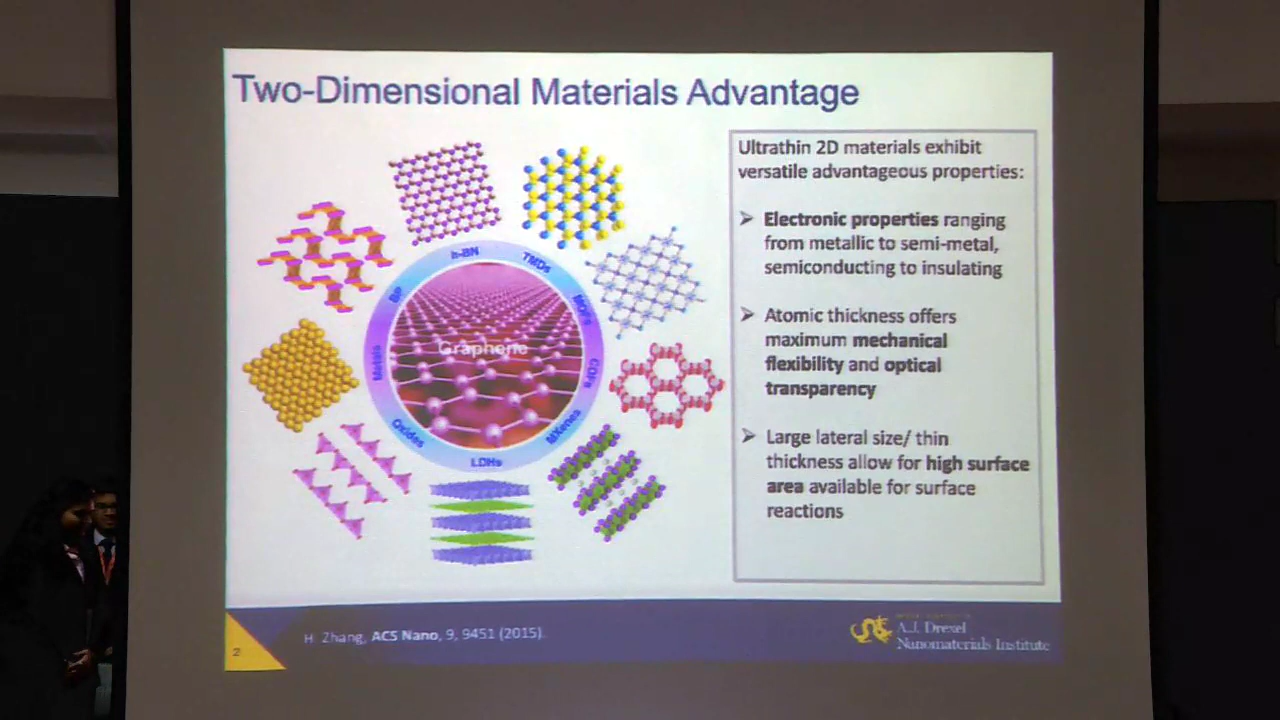 Two-Dimensional Materials Advantage
Ultrathin 2D materials exhibit
versatile advantageous properties:
➢ Electronic properties ranging
from metallic to semi-metal,
semiconducting to insulating
➢ Atomic thickness offers
maximum mechanical
flexibility and optical
transparency
➢ Large lateral size/ thin
thickness allow for high surface
area available for surface
reactions
h-BN
TMDs
MOFs
COFs
MXenes
LDHs
Oxides
Metals
BP
Graphene
2
H. Zhang, ACS Nano, 9, 9451 (2015).
A.J. Drexel
Nanomaterials Institute